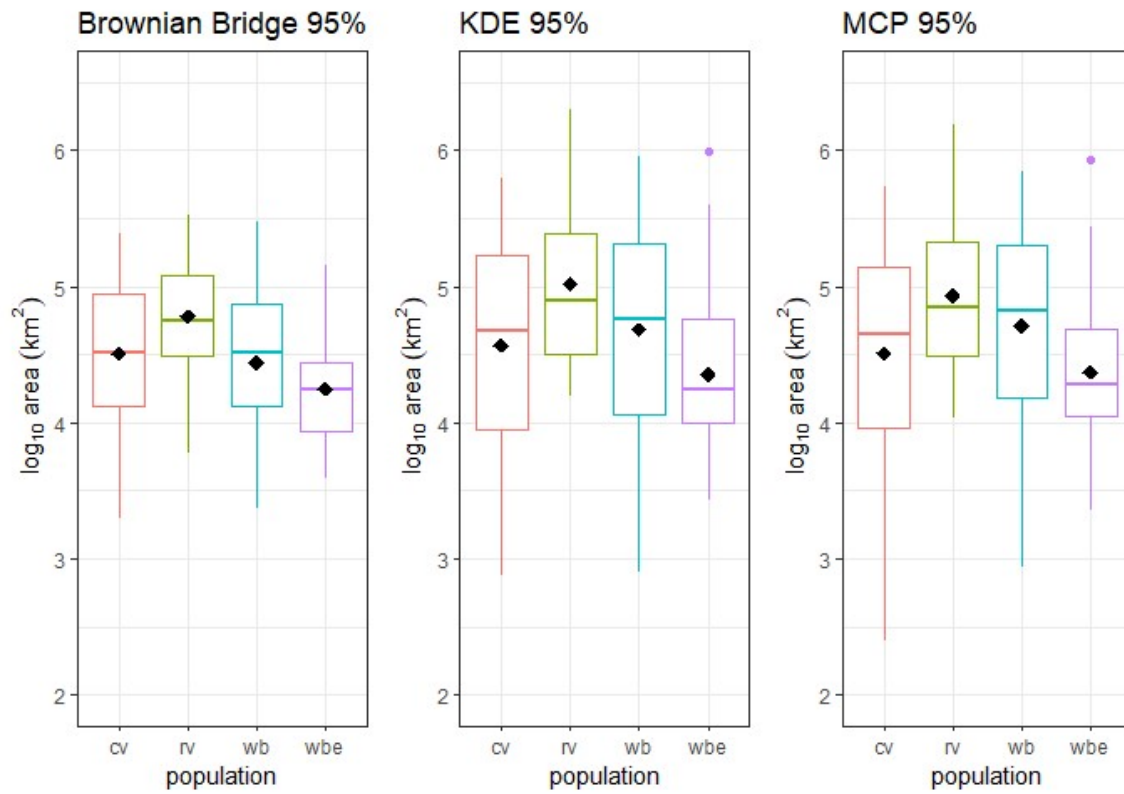 Brownian Bridge 95%
log₁₀ area (km²)
6
5
4
3
2
cv rv wb wbe
population
KDE 95%
log₁₀ area (km²)
6
5
4
3
2
cv rv wb wbe
population
MCP 95%
log₁₀ area (km²)
6
5
4
3
2
cv rv wb wbe
population